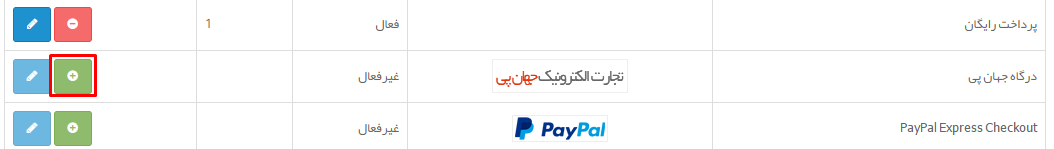 پرداخت رایگان فعال 1
درگاه جهان پی تجارت الکترونیک جهان پی غیرفعال
PayPal Express Checkout PayPal غیرفعال